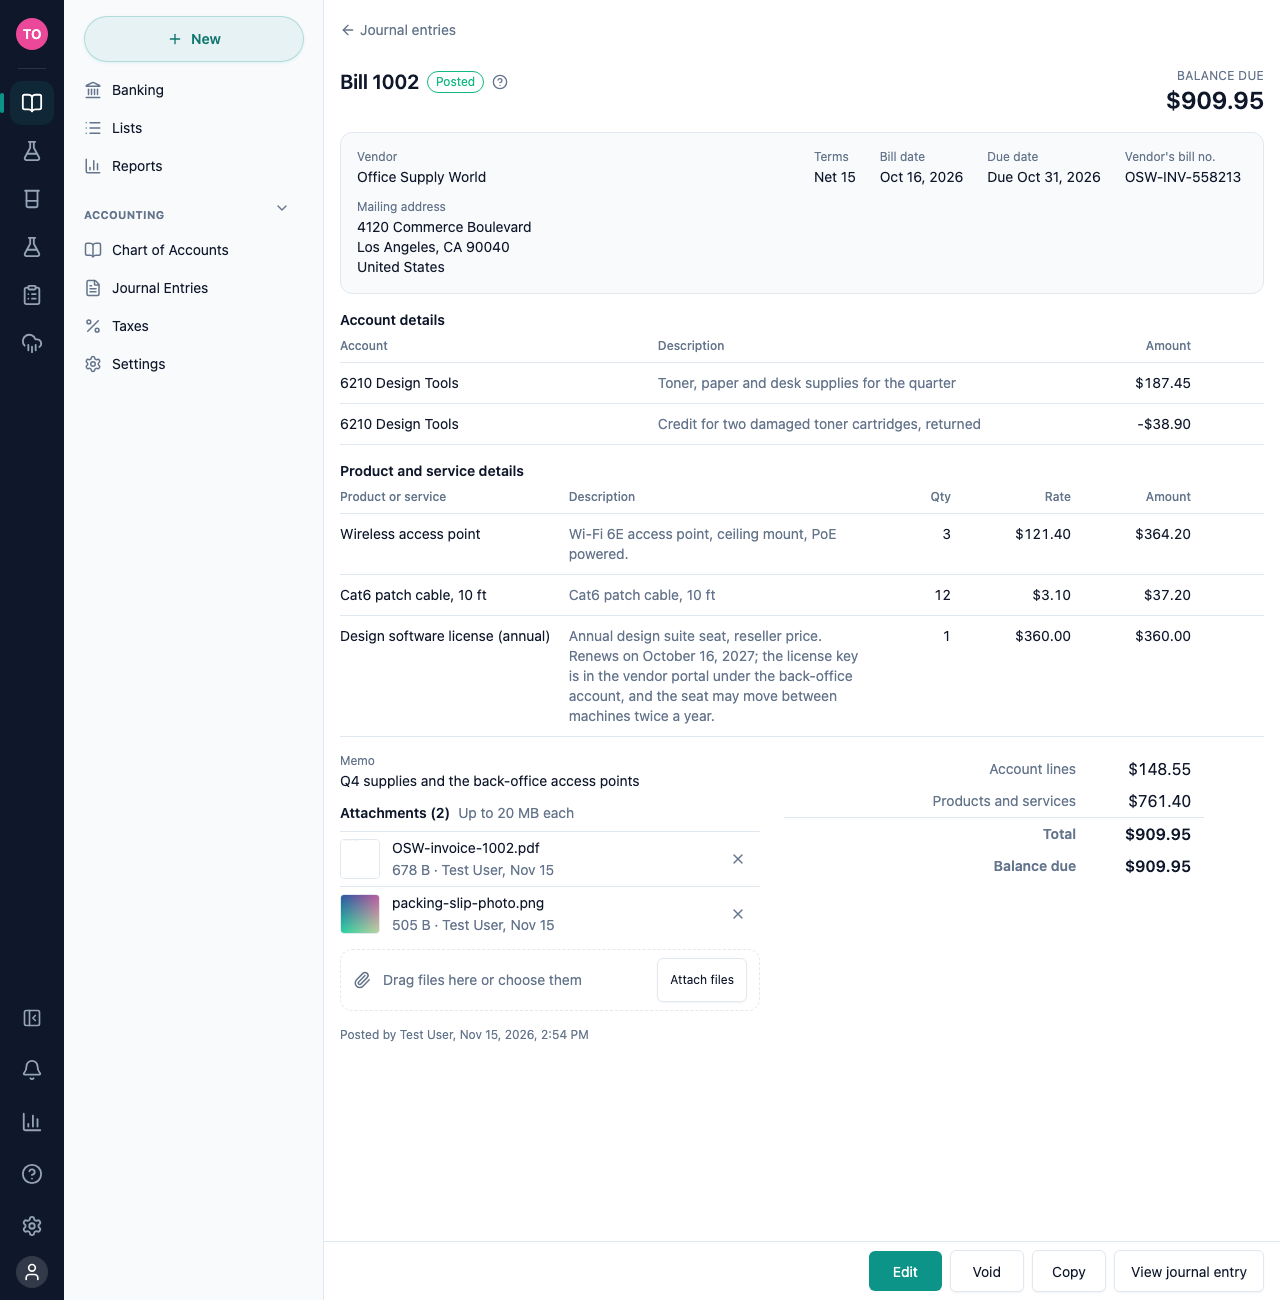 TO
New
Banking
Lists
Reports
ACCOUNTING
Chart of Accounts
Journal Entries
Taxes
Settings
Journal entries
Bill 1002 Posted
BALANCE DUE
$909.95
Vendor
Office Supply World
Terms
Net 15
Bill date
Oct 16, 2026
Due date
Due Oct 31, 2026
Vendor's bill no.
OSW-INV-558213
Mailing address
4120 Commerce Boulevard
Los Angeles, CA 90040
United States
Account details
Account Description Amount
6210 Design Tools Toner, paper and desk supplies for the quarter $187.45
6210 Design Tools Credit for two damaged toner cartridges, returned -$38.90
Product and service details
Product or service Description Qty Rate Amount
Wireless access point Wi-Fi 6E access point, ceiling mount, PoE 3 $121.40 $364.20
powered.
Cat6 patch cable, 10 ft Cat6 patch cable, 10 ft 12 $3.10 $37.20
Design software license (annual) Annual design suite seat, reseller price. 1 $360.00 $360.00
Renews on October 16, 2027; the license key
is in the vendor portal under the back-office
account, and the seat may move between
machines twice a year.
Memo
Q4 supplies and the back-office access points
Attachments (2) Up to 20 MB each
OSW-invoice-1002.pdf
678 B · Test User, Nov 15
packing-slip-photo.png
505 B · Test User, Nov 15
Drag files here or choose them Attach files
Posted by Test User, Nov 15, 2026, 2:54 PM
Account lines $148.55
Products and services $761.40
Total $909.95
Balance due $909.95
Edit Void Copy View journal entry